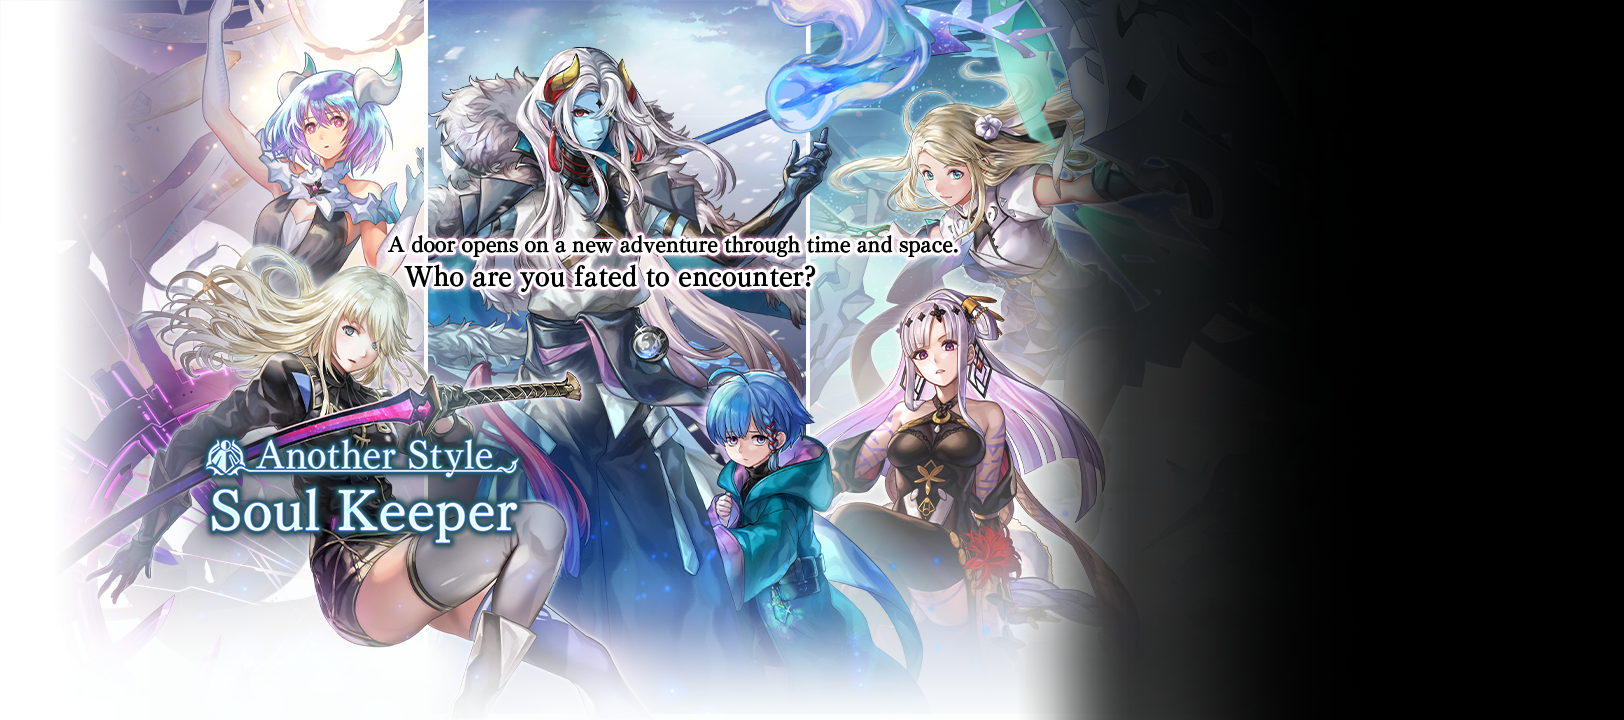 A door opens on a new adventure through time and space.
Who are you fated to encounter?
Another Style
Soul Keeper